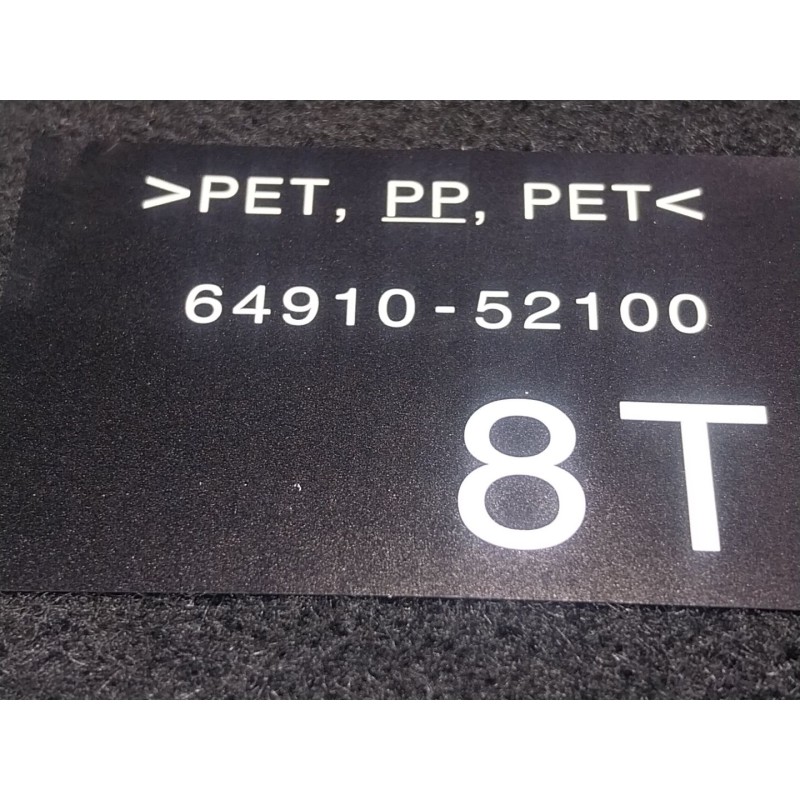 >PET, PP, PET<
64910-52100
8T